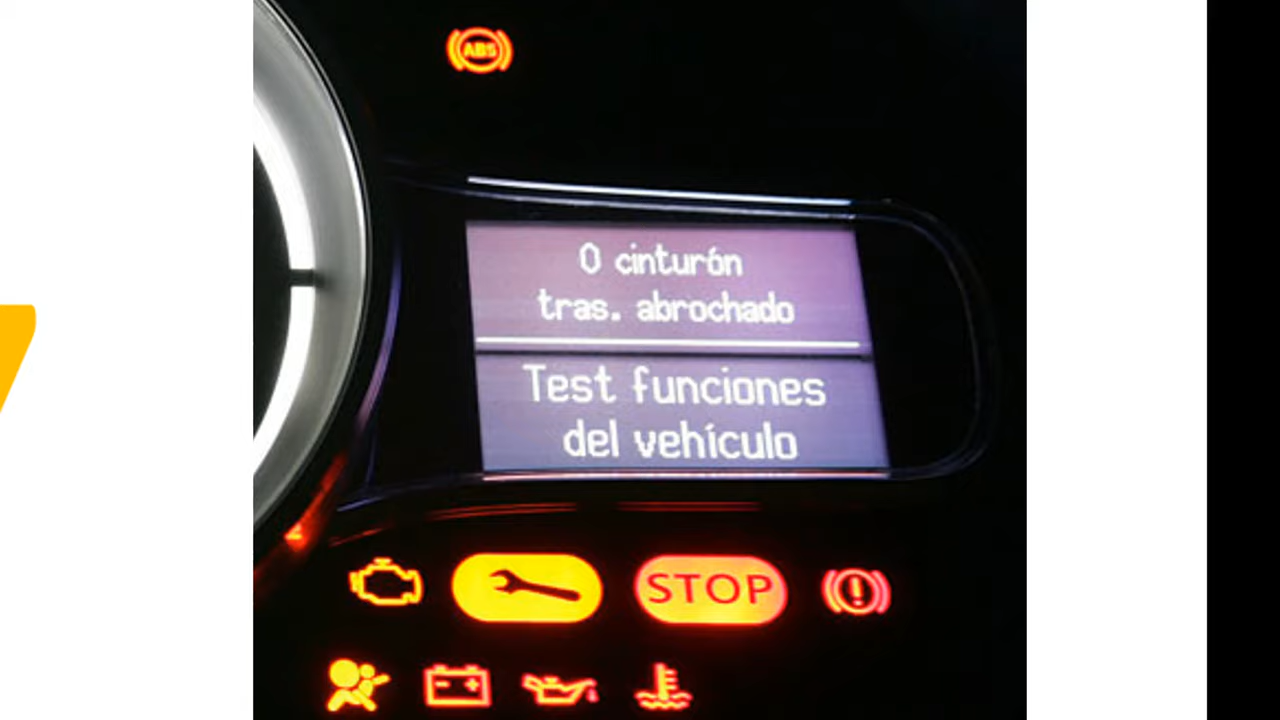 ABS
0 cinturón
tras. abrochado
Test funciones
del vehículo
STOP